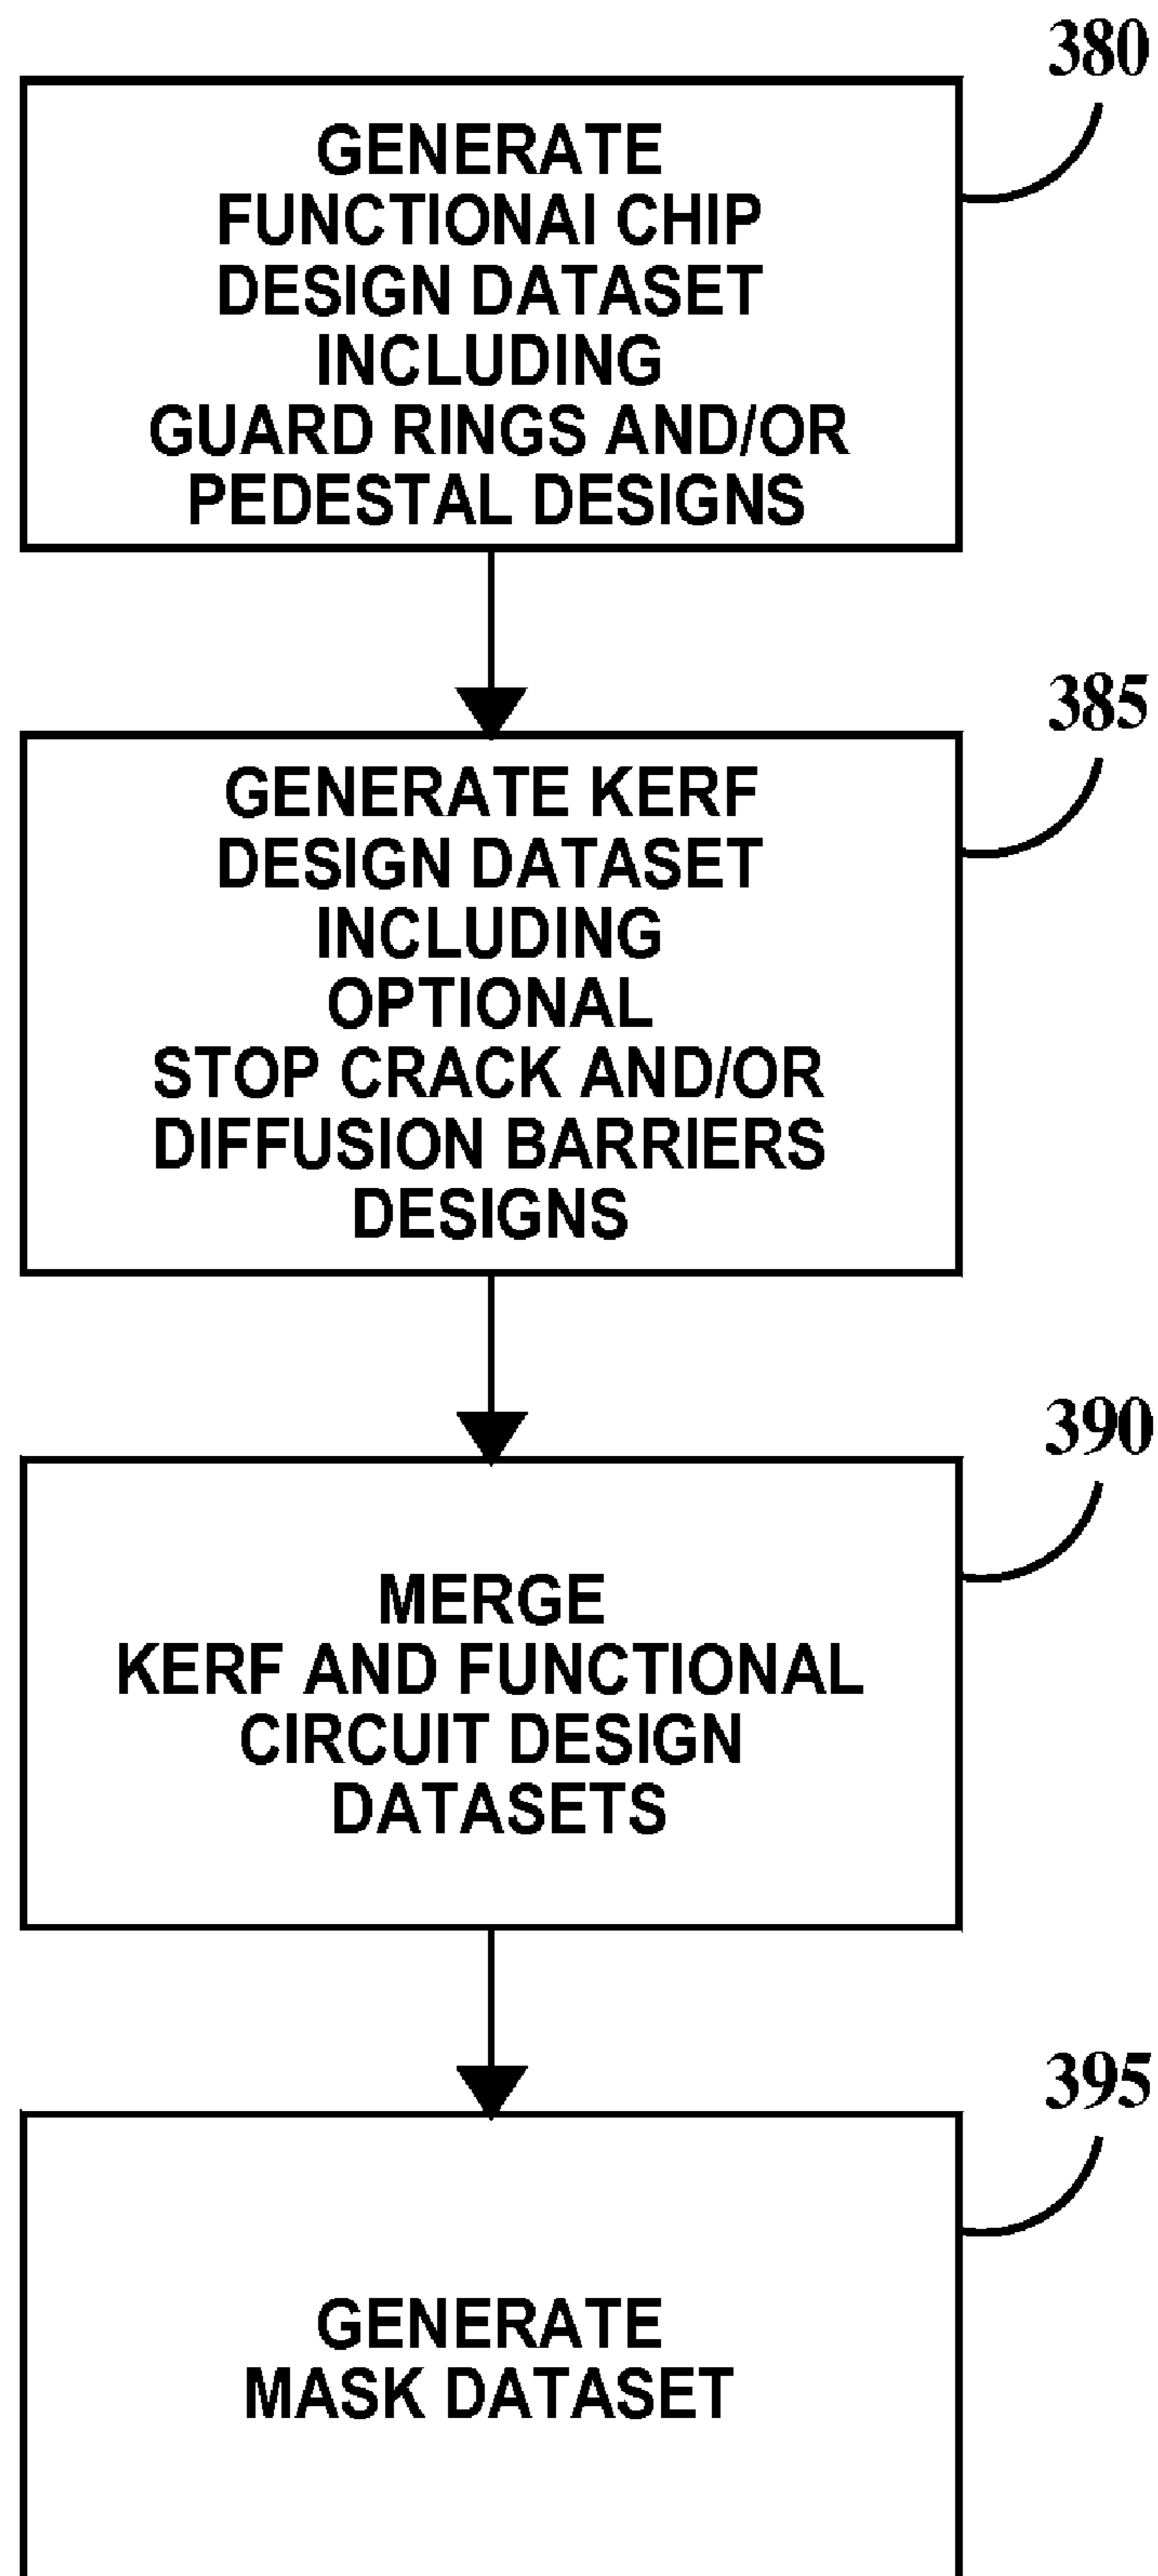 380
GENERATE
FUNCTIONAI CHIP
DESIGN DATASET
INCLUDING
GUARD RINGS AND/OR
PEDESTAL DESIGNS
385
GENERATE KERF
DESIGN DATASET
INCLUDING
OPTIONAL
STOP CRACK AND/OR
DIFFUSION BARRIERS
DESIGNS
390
MERGE
KERF AND FUNCTIONAL
CIRCUIT DESIGN
DATASETS
395
GENERATE
MASK DATASET